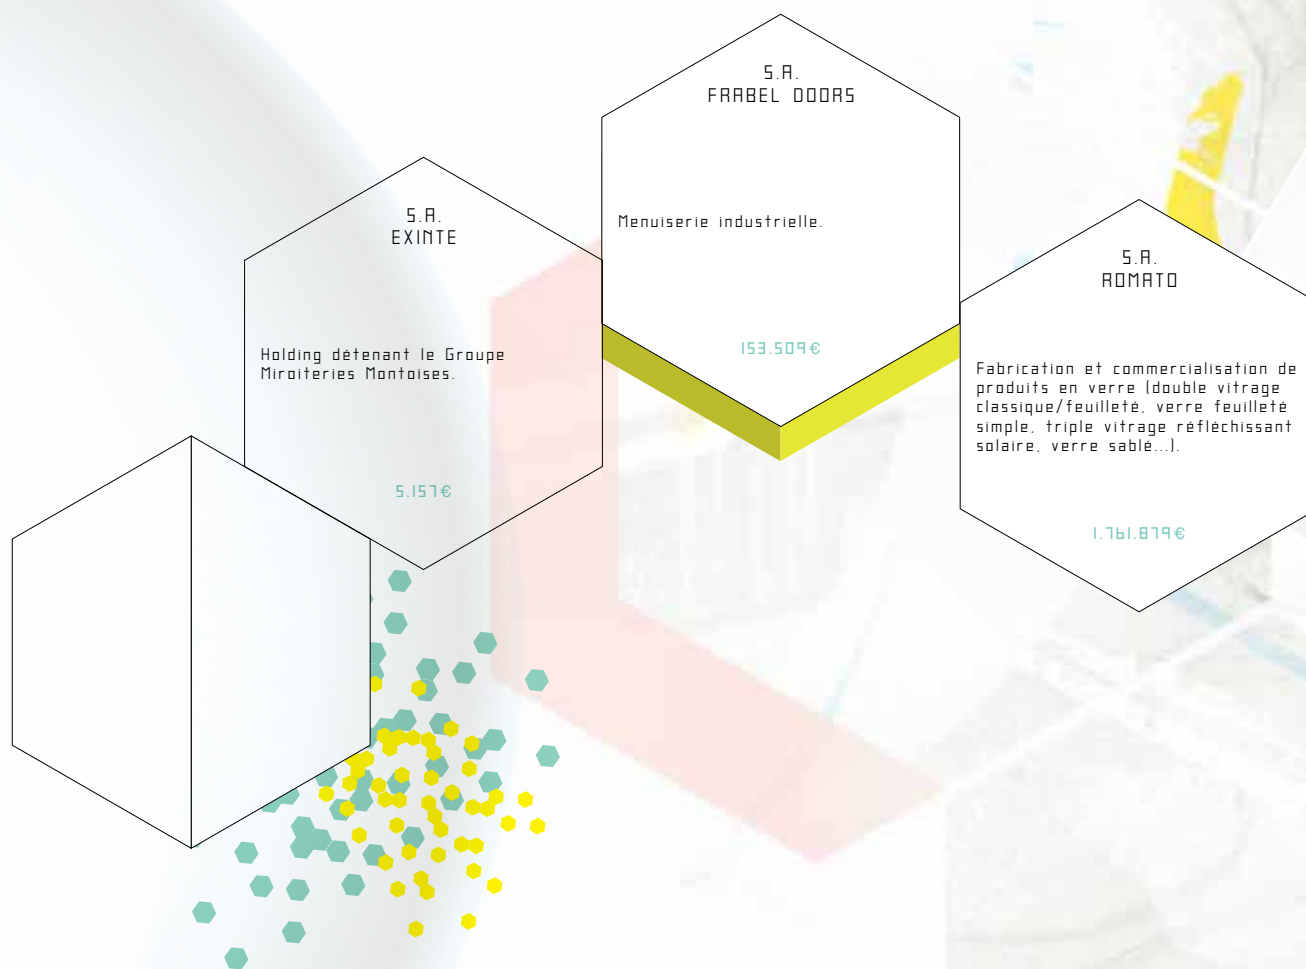 S.A.
EXINTE
Holding détenant le Groupe
Miroiteries Montoises.
5.157€
S.A.
FRABEL DOORS
Menuiserie industrielle.
153.509€
S.A.
ROMATO
Fabrication et commercialisation de
produits en verre (double vitrage
classique/feuilleté, verre feuilleté
simple, triple vitrage réfléchissant
solaire, verre sablé...).
1.761.879€